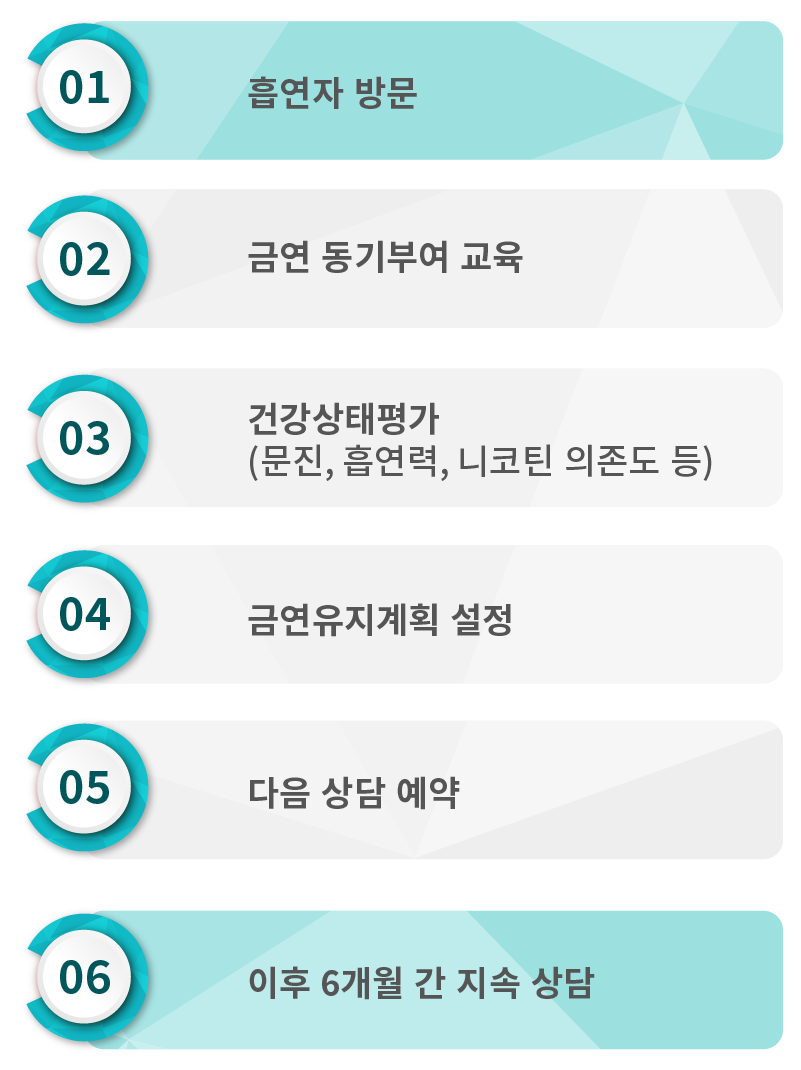 01
흡연자 방문
02
금연 동기부여 교육
03
건강상태평가
(문진, 흡연력, 니코틴 의존도 등)
04
금연유지계획 설정
05
다음 상담 예약
06
이후 6개월 간 지속 상담